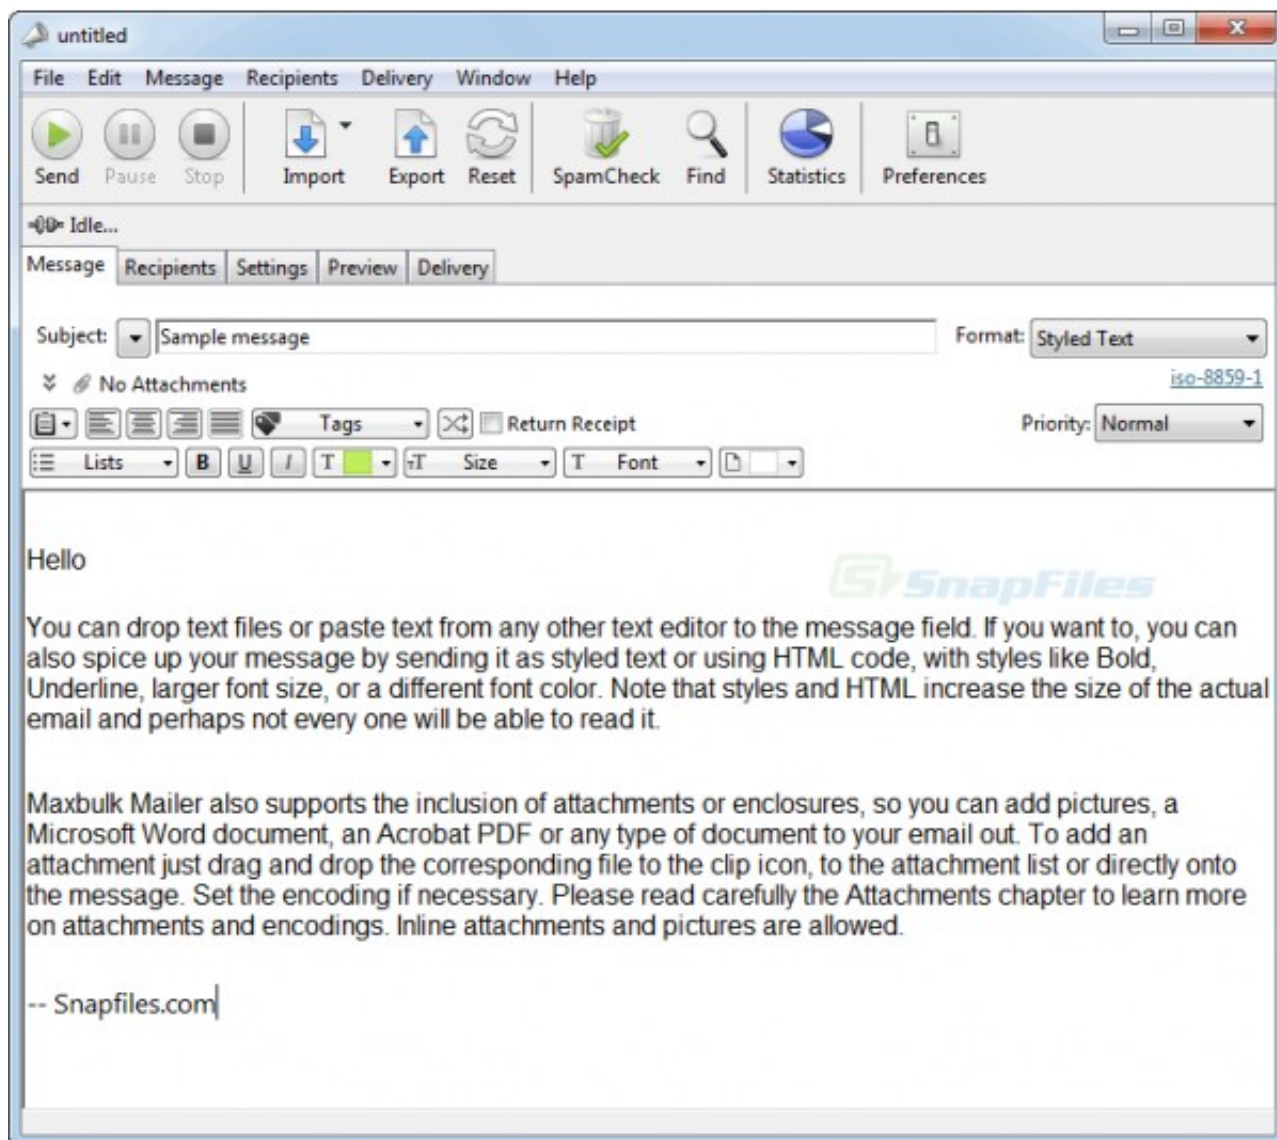 untitled
File Edit Message Recipients Delivery Window Help
Send Pause Stop Import Export Reset SpamCheck Find Statistics Preferences
Idle...
Message Recipients Settings Preview Delivery
Subject: Sample message Format: Styled Text
No Attachments iso-8859-1
Tags Return Receipt Priority: Normal
Lists B U I T T Size T Font
Hello
SnapFiles
You can drop text files or paste text from any other text editor to the message field. If you want to, you can
also spice up your message by sending it as styled text or using HTML code, with styles like Bold,
Underline, larger font size, or a different font color. Note that styles and HTML increase the size of the actual
email and perhaps not every one will be able to read it.
Maxbulk Mailer also supports the inclusion of attachments or enclosures, so you can add pictures, a
Microsoft Word document, an Acrobat PDF or any type of document to your email out. To add an
attachment just drag and drop the corresponding file to the clip icon, to the attachment list or directly onto
the message. Set the encoding if necessary. Please read carefully the Attachments chapter to learn more
on attachments and encodings. Inline attachments and pictures are allowed.
-- Snapfiles.com